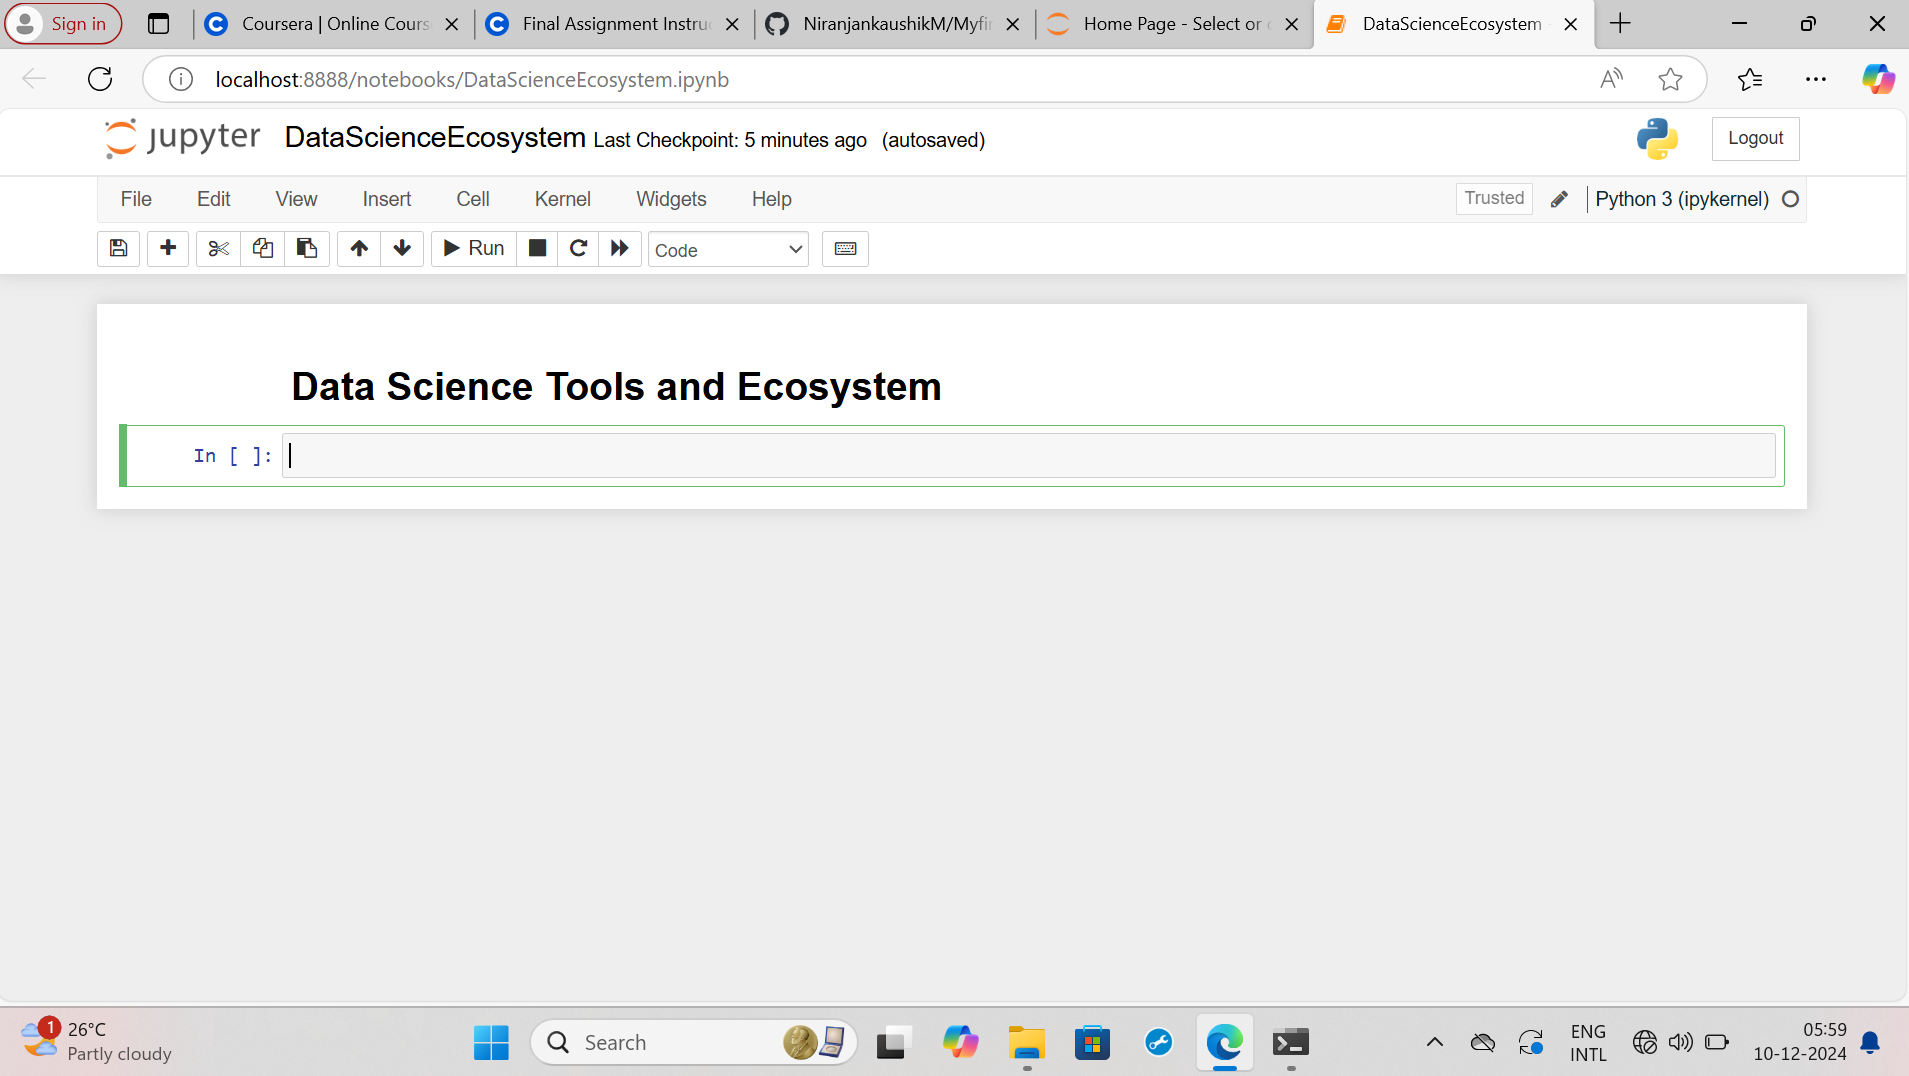 Sign in
Coursera | Online Cours
Final Assignment Instruc
NiranjankaushikM/Myfi
Home Page - Select or c
DataScienceEcosystem
localhost:8888/notebooks/DataScienceEcosystem.ipynb
jupyter DataScienceEcosystem Last Checkpoint: 5 minutes ago (autosaved)
Logout
File Edit View Insert Cell Kernel Widgets Help
Trusted
Python 3 (ipykernel)
Run
Code
Data Science Tools and Ecosystem
In [ ]:
1
26°C
Partly cloudy
Search
ENG
INTL
05:59
10-12-2024